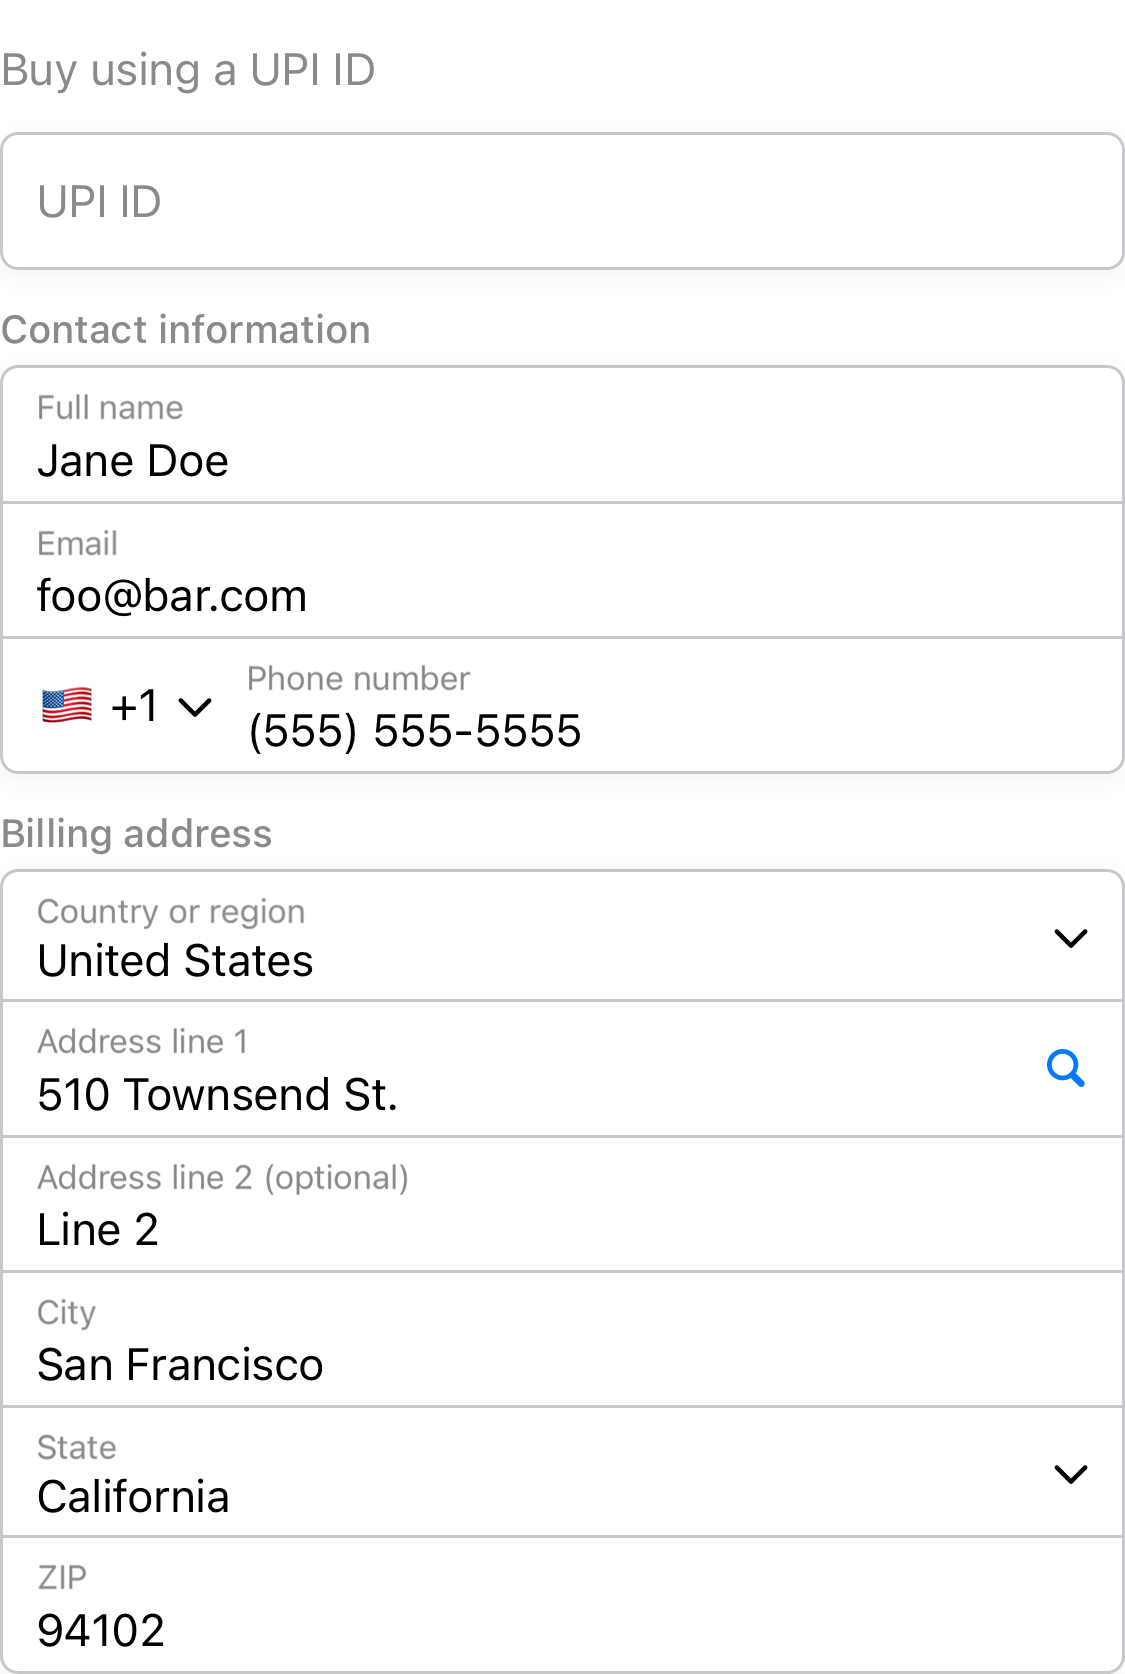 Buy using a UPI ID
UPI ID
Contact information
Full name
Jane Doe
Email
foo@bar.com
+1
Phone number
(555) 555-5555
Billing address
Country or region
United States
Address line 1
510 Townsend St.
Address line 2 (optional)
Line 2
City
San Francisco
State
California
ZIP
94102